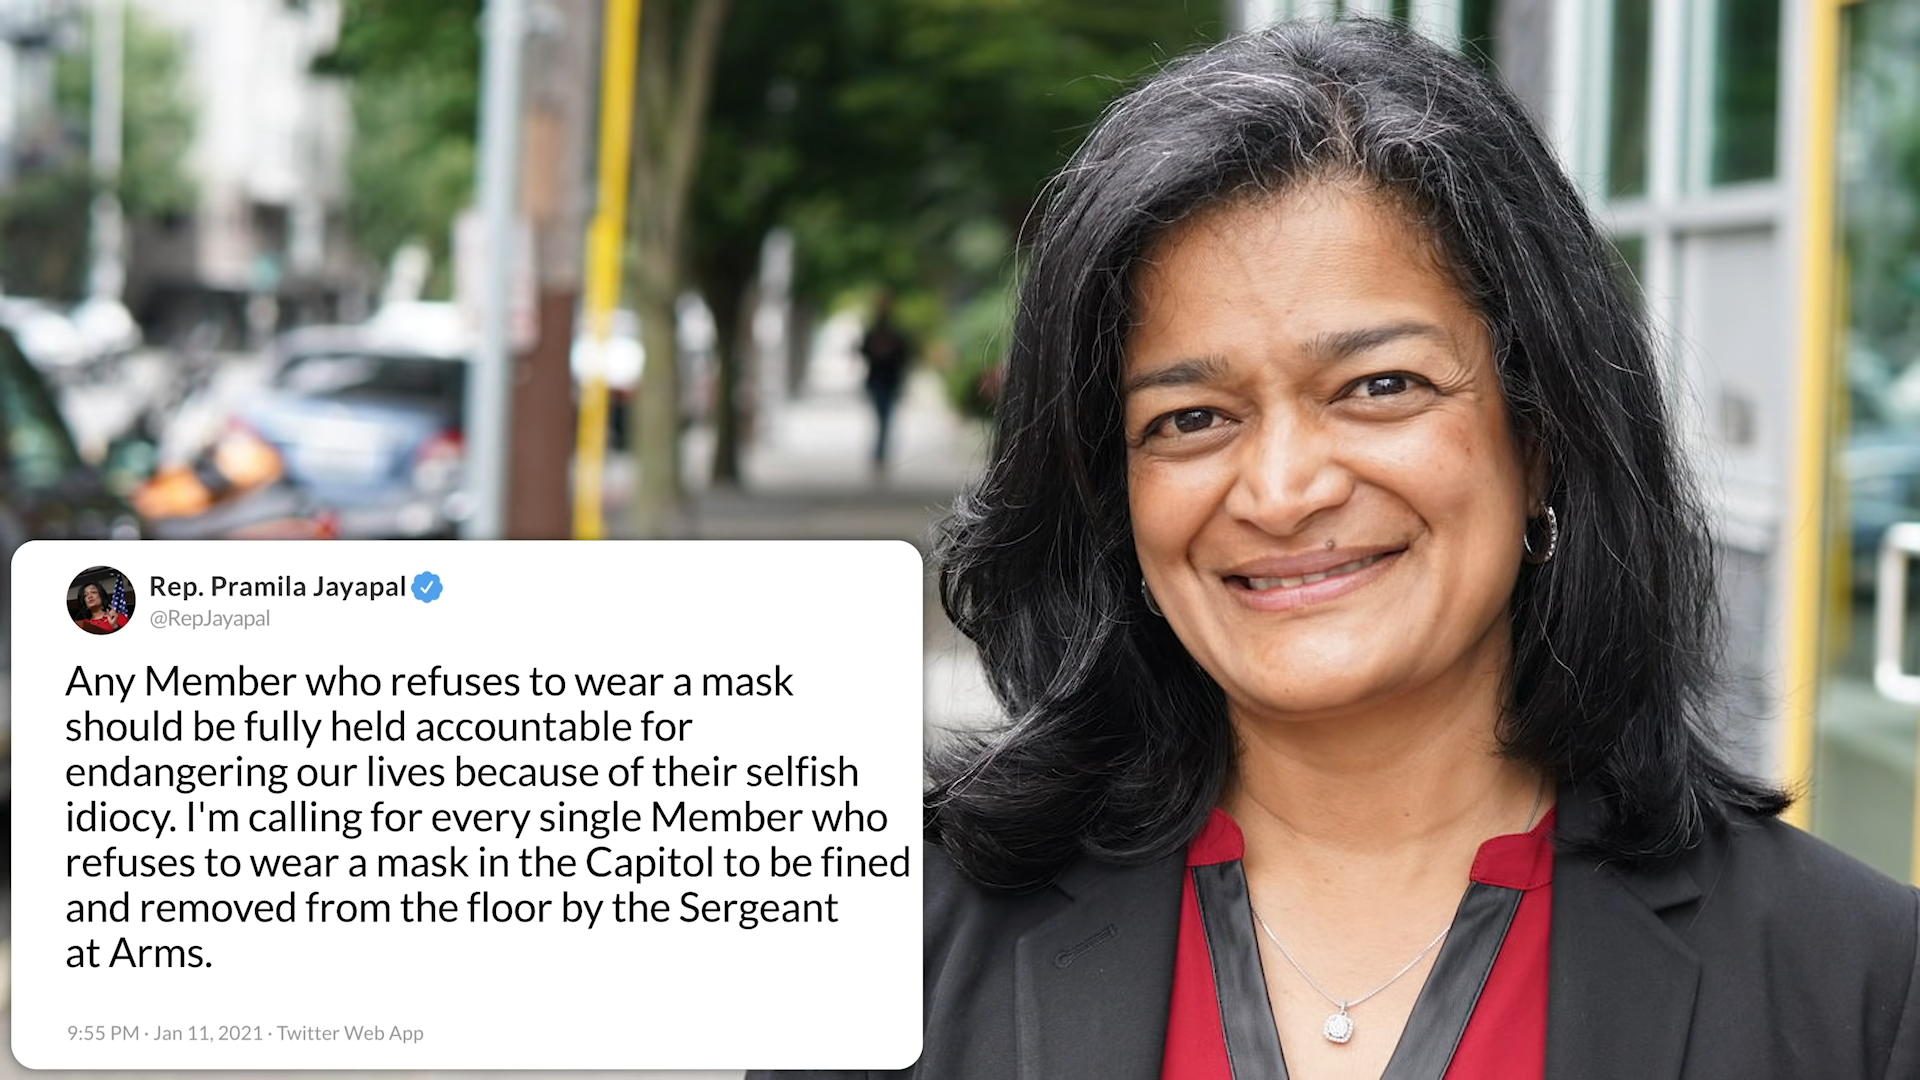 Rep. Pramila Jayapal
@RepJayapal
Any Member who refuses to wear a mask
should be fully held accountable for
endangering our lives because of their selfish
idiocy. I'm calling for every single Member who
refuses to wear a mask in the Capitol to be fined
and removed from the floor by the Sergeant
at Arms.
9:55 PM · Jan 11, 2021 · Twitter Web App